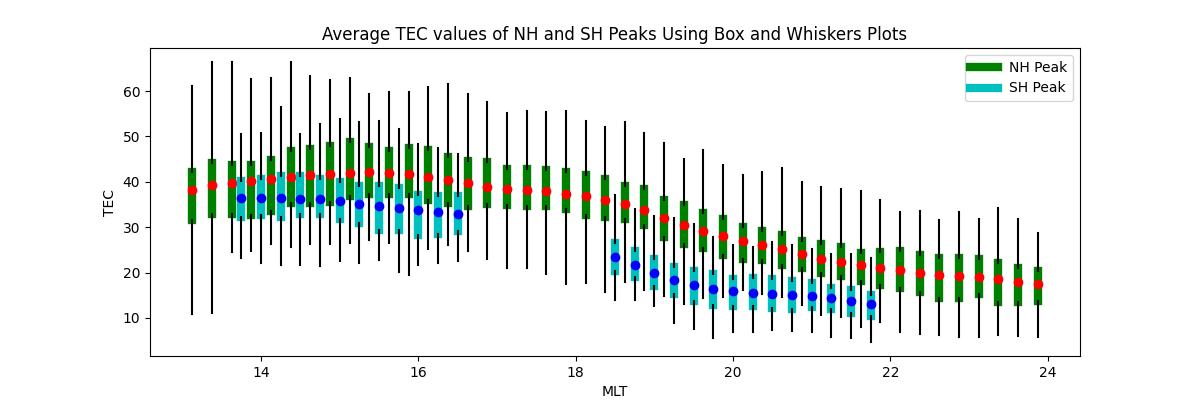 Average TEC values of NH and SH Peaks Using Box and Whiskers Plots
NH Peak
SH Peak
60
50
40
30
20
10
TEC
14 16 18 20 22 24
MLT